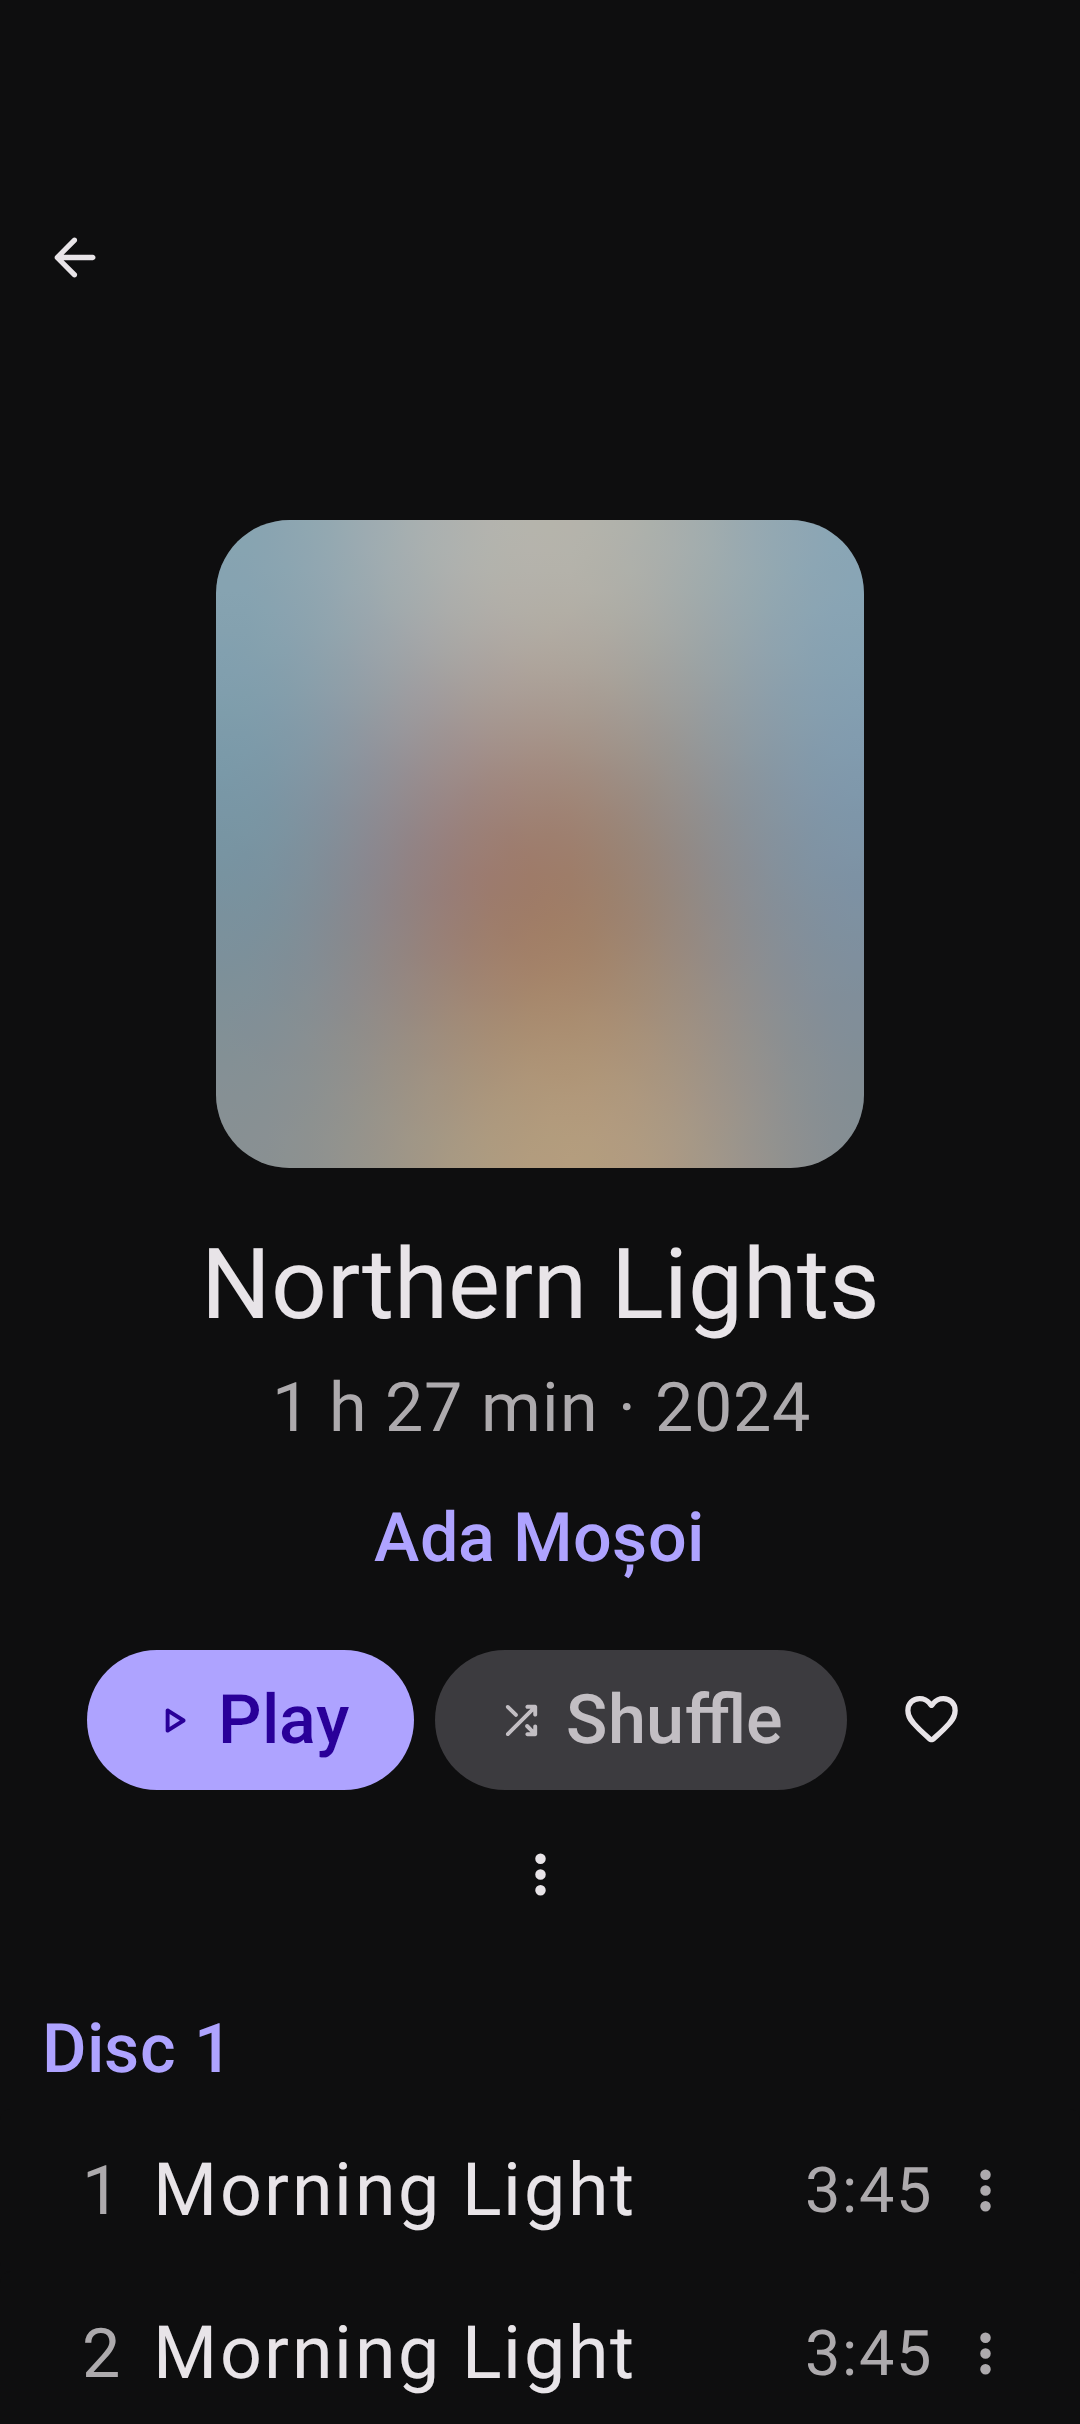 Northern Lights
1 h 27 min · 2024
Ada Moșoi
Play
Shuffle
Disc 1
1 Morning Light 3:45
2 Morning Light 3:45